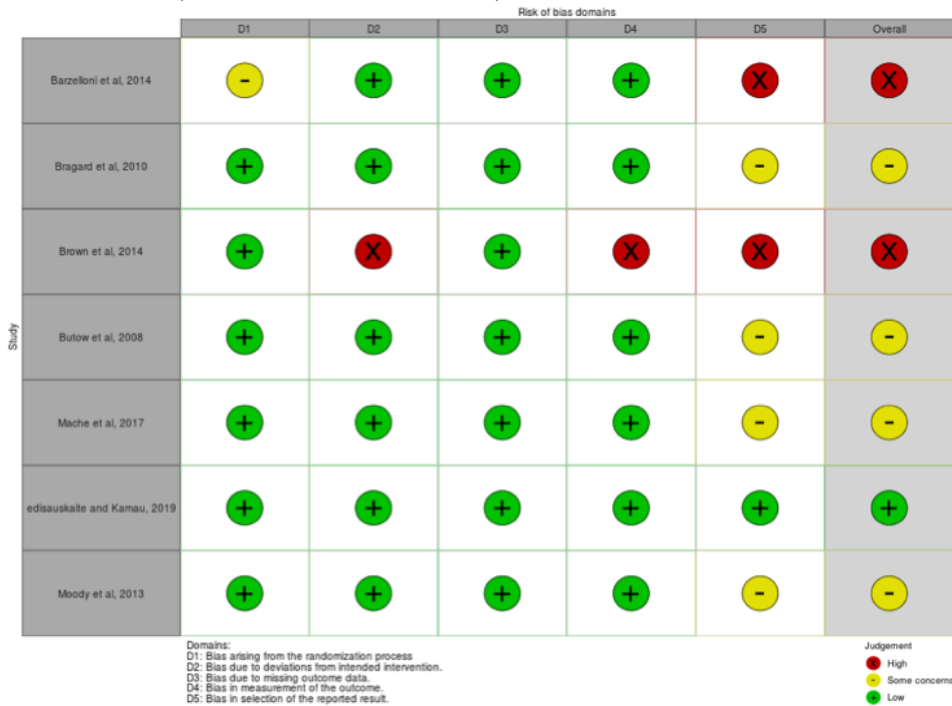 Risk of bias domains
D1 D2 D3 D4 D5 Overall
Study
Barzelloni et al, 2014 - + + + X X
Bragard et al, 2010 + + + + - -
Brown et al, 2014 + X + X X X
Butow et al, 2008 + + + + - -
Mache et al, 2017 + + + + - -
edisauskaite and Kamau, 2019 + + + + + +
Moody et al, 2013 + + + + - -
Domains:
D1: Bias arising from the randomization process
D2: Bias due to deviations from intended intervention.
D3: Bias due to missing outcome data.
D4: Bias in measurement of the outcome.
D5: Bias in selection of the reported result.
Judgement
X High
- Some concerns
+ Low